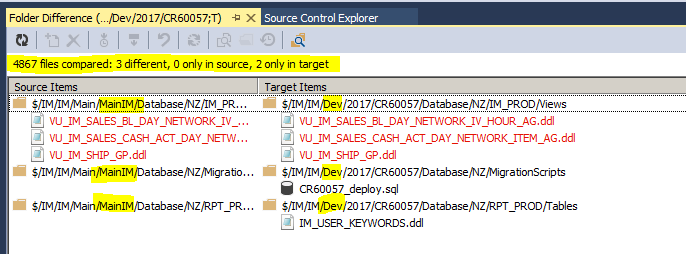 Folder Difference (.../Dev/2017/CR60057;T) Source Control Explorer
4867 files compared: 3 different, 0 only in source, 2 only in target
Source Items Target Items
$/IM/IM/Main/MainIM/Database/NZ/IM_PR... $/IM/IM/Dev/2017/CR60057/Database/NZ/IM_PROD/Views
VU_IM_SALES_BL_DAY_NETWORK_IV_... VU_IM_SALES_BL_DAY_NETWORK_IV_HOUR_AG.ddl
VU_IM_SALES_CASH_ACT_DAY_NETW... VU_IM_SALES_CASH_ACT_DAY_NETWORK_ITEM_AG.ddl
VU_IM_SHIP_GP.ddl VU_IM_SHIP_GP.ddl
$/IM/IM/Main/MainIM/Database/NZ/Migratio... $/IM/IM/Dev/2017/CR60057/Database/NZ/MigrationScripts
CR60057_deploy.sql
$/IM/IM/Main/MainIM/Database/NZ/RPT_PR... $/IM/IM/Dev/2017/CR60057/Database/NZ/RPT_PROD/Tables
IM_USER_KEYWORDS.ddl